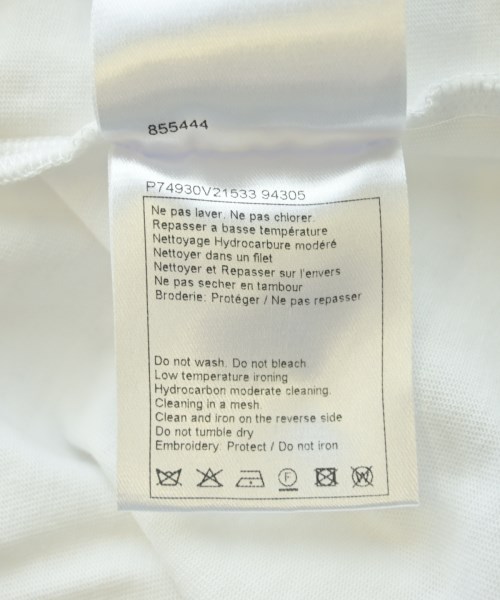 855444
P74930V21533 94305
Ne pas laver. Ne pas chlorer.
Repasser a basse température
Nettoyage Hydrocarbure modéré
Nettoyer dans un filet
Nettoyer et Repasser sur l'envers
Ne pas secher en tambour
Broderie: Protéger / Ne pas repasser
Do not wash. Do not bleach
Low temperature ironing
Hydrocarbon moderate cleaning.
Cleaning in a mesh.
Clean and iron on the reverse side
Do not tumble dry
Embroidery: Protect / Do not iron
F W